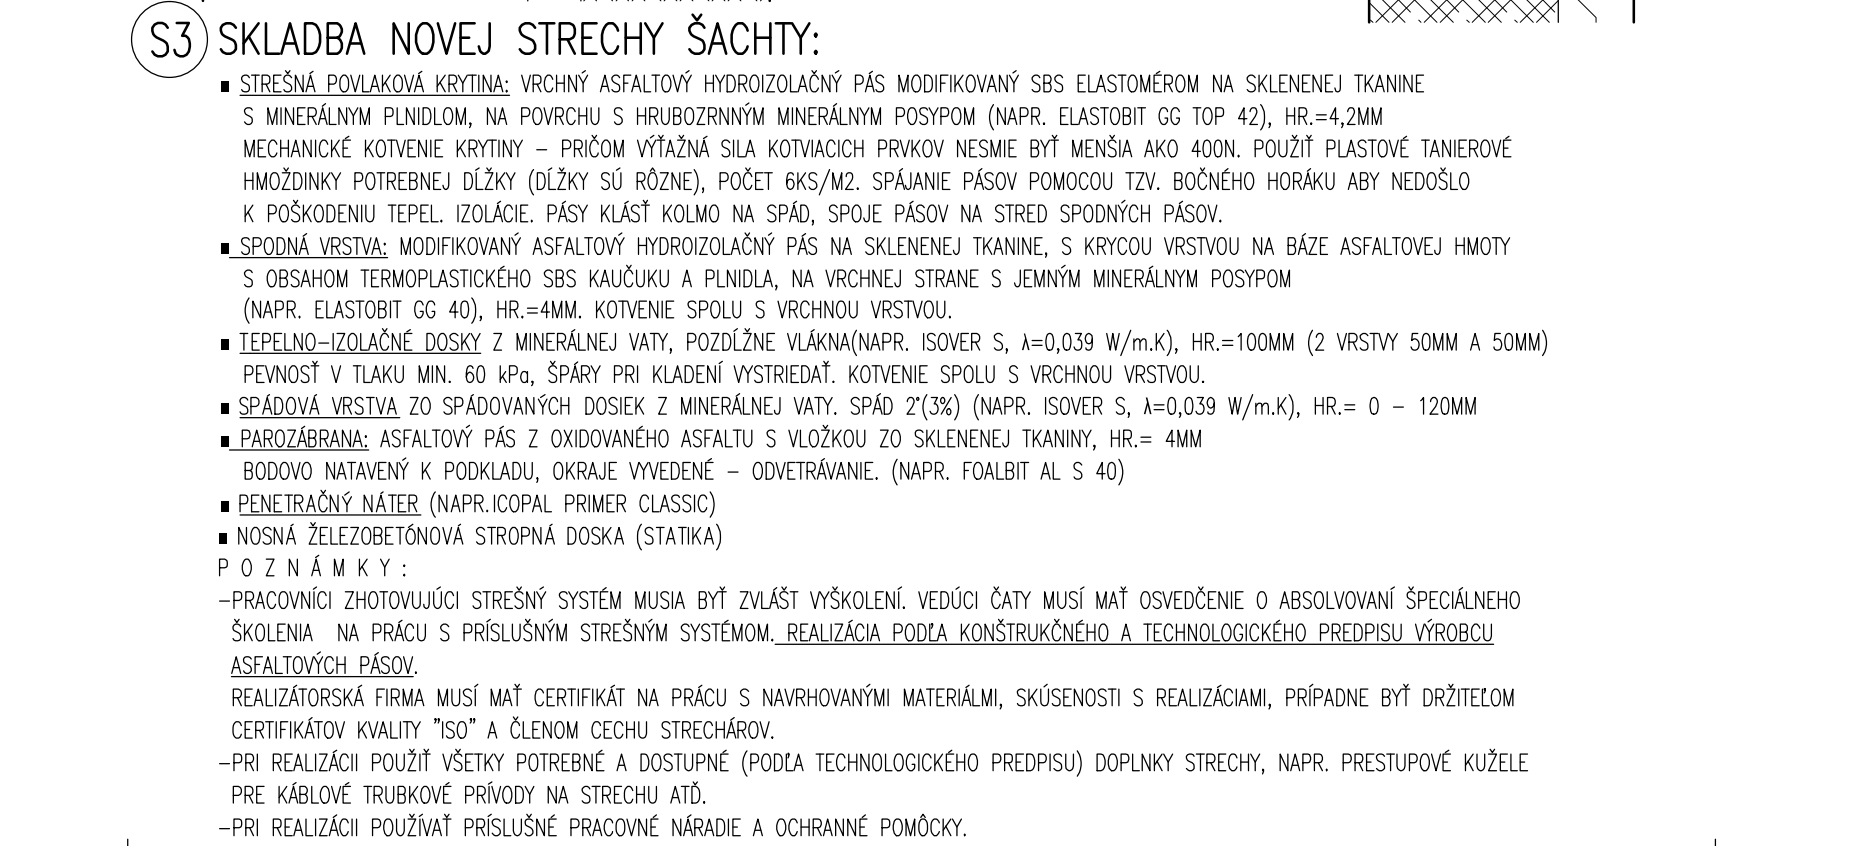 S3 SKLADBA NOVEJ STRECHY ŠACHTY:
■ STREŠNÁ POVLAKOVÁ KRYTINA: VRCHNÝ ASFALTOVÝ HYDROIZOLAČNÝ PÁS MODIFIKOVANÝ SBS ELASTOMÉROM NA SKLENENEJ TKANINE
S MINERÁLNYM PLNIDLOM, NA POVRCHU S HRUBOZRNNÝM MINERÁLNYM POSYPOM (NAPR. ELASTOBIT GG TOP 42), HR.=4,2MM
MECHANICKÉ KOTVENIE KRYTINY – PRIČOM VÝŤAŽNÁ SILA KOTVIACICH PRVKOV NESMIE BYŤ MENŠIA AKO 400N. POUŽIŤ PLASTOVÉ TANIEROVÉ
HMOŽDINKY POTREBNEJ DĹŽKY (DĹŽKY SÚ RÔZNE), POČET 6KS/M2. SPÁJANIE PÁSOV POMOCOU TZV. BOČNÉHO HORÁKU ABY NEDOŠLO
K POŠKODENIU TEPEL. IZOLÁCIE. PÁSY KLÁSŤ KOLMO NA SPÁD, SPOJE PÁSOV NA STRED SPODNÝCH PÁSOV.
■ SPODNÁ VRSTVA: MODIFIKOVANÝ ASFALTOVÝ HYDROIZOLAČNÝ PÁS NA SKLENENEJ TKANINE, S KRYCOU VRSTVOU NA BÁZE ASFALTOVEJ HMOTY
S OBSAHOM TERMOPLASTICKÉHO SBS KAUČUKU A PLNIDLA, NA VRCHNEJ STRANE S JEMNÝM MINERÁLNYM POSYPOM
(NAPR. ELASTOBIT GG 40), HR.=4MM. KOTVENIE SPOLU S VRCHNOU VRSTVOU.
■ TEPELNO–IZOLAČNÉ DOSKY Z MINERÁLNEJ VATY, POZDĹŽNE VLÁKNA(NAPR. ISOVER S, λ=0,039 W/m.K), HR.=100MM (2 VRSTVY 50MM A 50MM)
PEVNOSŤ V TLAKU MIN. 60 kPa, ŠPÁRY PRI KLADENÍ VYSTRIEDAŤ. KOTVENIE SPOLU S VRCHNOU VRSTVOU.
■ SPÁDOVÁ VRSTVA ZO SPÁDOVANÝCH DOSIEK Z MINERÁLNEJ VATY. SPÁD 2°(3%) (NAPR. ISOVER S, λ=0,039 W/m.K), HR.= 0 – 120MM
■ PAROZÁBRANA: ASFALTOVÝ PÁS Z OXIDOVANÉHO ASFALTU S VLOŽKOU ZO SKLENENEJ TKANINY, HR.= 4MM
BODOVO NATAVENÝ K PODKLADU, OKRAJE VYVEDENÉ – ODVETRÁVANIE. (NAPR. FOALBIT AL S 40)
■ PENETRAČNÝ NÁTER (NAPR.ICOPAL PRIMER CLASSIC)
■ NOSNÁ ŽELEZOBETÓNOVÁ STROPNÁ DOSKA (STATIKA)
P O Z N Á M K Y :
–PRACOVNÍCI ZHOTOVUJÚCI STREŠNÝ SYSTÉM MUSIA BYŤ ZVLÁŠT VYŠKOLENÍ. VEDÚCI ČATY MUSÍ MAŤ OSVEDČENIE O ABSOLVOVANÍ ŠPECIÁLNEHO
ŠKOLENIA NA PRÁCU S PRÍSLUŠNÝM STREŠNÝM SYSTÉMOM. REALIZÁCIA PODĽA KONŠTRUKČNÉHO A TECHNOLOGICKÉHO PREDPISU VÝROBCU
ASFALTOVÝCH PÁSOV.
REALIZÁTORSKÁ FIRMA MUSÍ MAŤ CERTIFIKÁT NA PRÁCU S NAVRHOVANÝMI MATERIÁLMI, SKÚSENOSTI S REALIZÁCIAMI, PRÍPADNE BYŤ DRŽITEĽOM
CERTIFIKÁTOV KVALITY "ISO" A ČLENOM CECHU STRECHÁROV.
–PRI REALIZÁCII POUŽIŤ VŠETKY POTREBNÉ A DOSTUPNÉ (PODĽA TECHNOLOGICKÉHO PREDPISU) DOPLNKY STRECHY, NAPR. PRESTUPOVÉ KUŽELE
PRE KÁBLOVÉ TRUBKOVÉ PRÍVODY NA STRECHU ATĎ.
–PRI REALIZÁCII POUŽÍVAŤ PRÍSLUŠNÉ PRACOVNÉ NÁRADIE A OCHRANNÉ POMÔCKY.